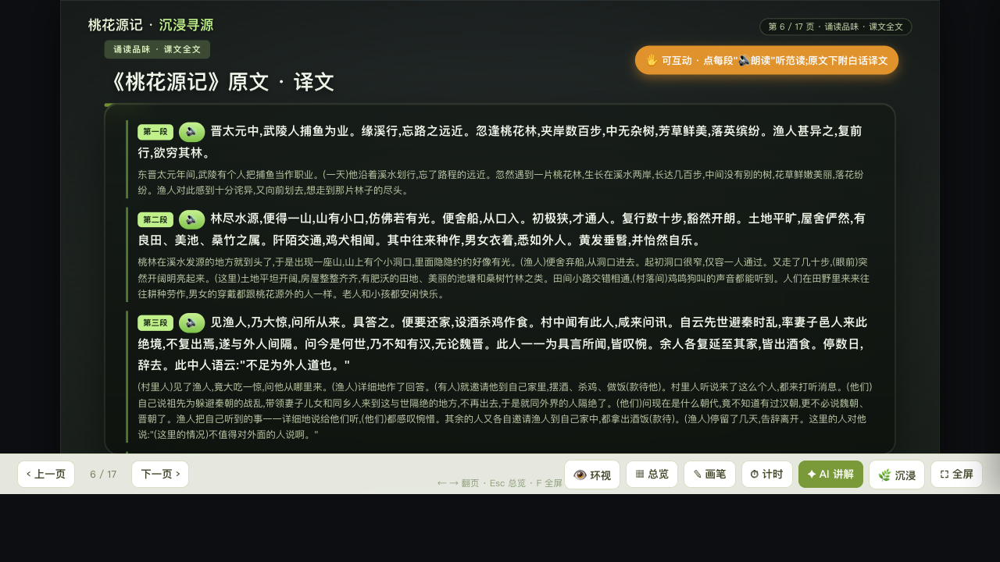 桃花源记 · 沉浸寻源
第 6 / 17 页 · 诵读品味 · 课文全文
诵读品味 · 课文全文
可互动 · 点每段"🔊朗读"听范读;原文下附白话译文
《桃花源记》原文 · 译文
第一段 晋太元中,武陵人捕鱼为业。缘溪行,忘路之远近。忽逢桃花林,夹岸数百步,中无杂树,芳草鲜美,落英缤纷。渔人甚异之,复前
行,欲穷其林。
东晋太元年间,武陵有个人把捕鱼当作职业。(一天)他沿着溪水划行,忘了路程的远近。忽然遇到一片桃花林,生长在溪水两岸,长达几百步,中间没有别的树,花草鲜嫩美丽,落花纷
纷。渔人对此感到十分诧异,又向前划去,想走到那片林子的尽头。
第二段 林尽水源,便得一山,山有小口,仿佛若有光。便舍船,从口入。初极狭,才通人。复行数十步,豁然开朗。土地平旷,屋舍俨然,有
良田、美池、桑竹之属。阡陌交通,鸡犬相闻。其中往来种作,男女衣着,悉如外人。黄发垂髫,并怡然自乐。
桃林在溪水发源的地方就到头了,于是出现一座山,山上有个小洞口,里面隐隐约约好像有光。(渔人)便舍弃船,从洞口进去。起初洞口很窄,仅容一人通过。又走了几十步,(眼前)突
然开阔明亮起来。(这里)土地平坦开阔,房屋整整齐齐,有肥沃的田地、美丽的池塘和桑树竹林之类。田间小路交错相通,(村落间)鸡鸣狗叫的声音都能听到。人们在田野里来来往
往耕种劳作,男女的穿戴都跟桃花源外的人一样。老人和小孩都安闲快乐。
第三段 见渔人,乃大惊,问所从来。具答之。便要还家,设酒杀鸡作食。村中闻有此人,咸来问讯。自云先世避秦时乱,率妻子邑人来此
绝境,不复出焉,遂与外人间隔。问今是何世,乃不知有汉,无论魏晋。此人一一为具言所闻,皆叹惋。余人各复延至其家,皆出酒食。停数日,
辞去。此中人语云:"不足为外人道也。"
(村里人)见了渔人,竟大吃一惊,问他从哪里来。(渔人)详细地作了回答。(有人)就邀请他到自己家里,摆酒、杀鸡、做饭(款待他)。村里人听说来了这么个人,都来打听消息。(他们)
自己说祖先为躲避秦朝的战乱,带领妻子儿女和同乡人来到这与世隔绝的地方,不再出去,于是就同外界的人隔绝了。(他们)问现在是什么朝代,竟不知道有过汉朝,更不必说魏朝、
晋朝了。渔人把自己听到的事一一详细地说给他们听,(他们)都感叹惋惜。其余的人又各自邀请渔人到自己家中,都拿出酒饭(款待)。(渔人)停留了几天,告辞离开。这里的人对他
说:"(这里的情况)不值得对外面的人说啊。"
‹ 上一页 6 / 17 下一页 › ← → 翻页 · Esc 总览 · F 全屏 环视 总览 画笔 计时 AI 讲解 沉浸 全屏